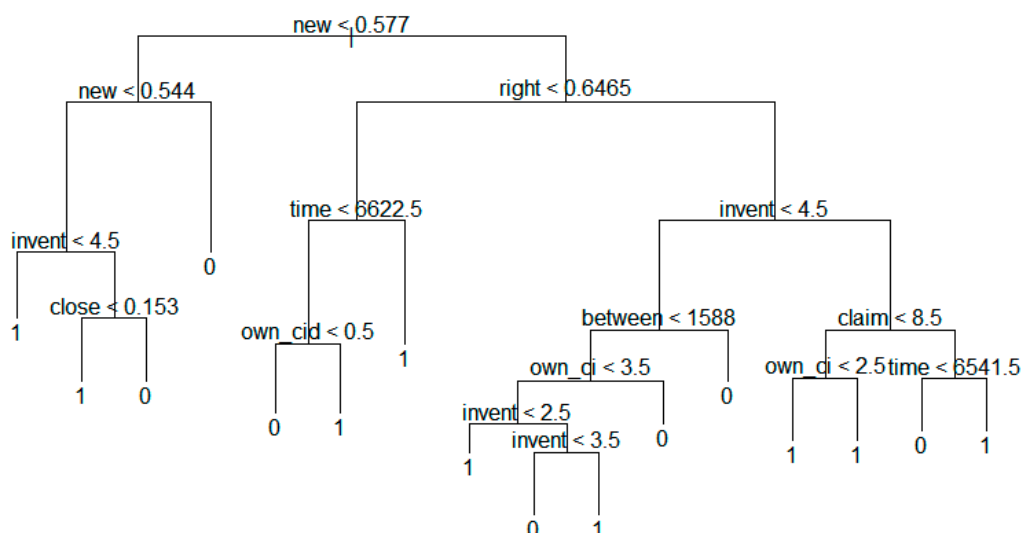 new < 0.577
new < 0.544
right < 0.6465
time < 6622.5
invent < 4.5
invent < 4.5
0
close < 0.153
between < 1588
claim < 8.5
1
own_cid < 0.5
1
own_ci < 3.5
0
own_ci < 2.5
time < 6541.5
1
0
invent < 2.5
0
1
0
1
1
0
1
1
invent < 3.5
0
1